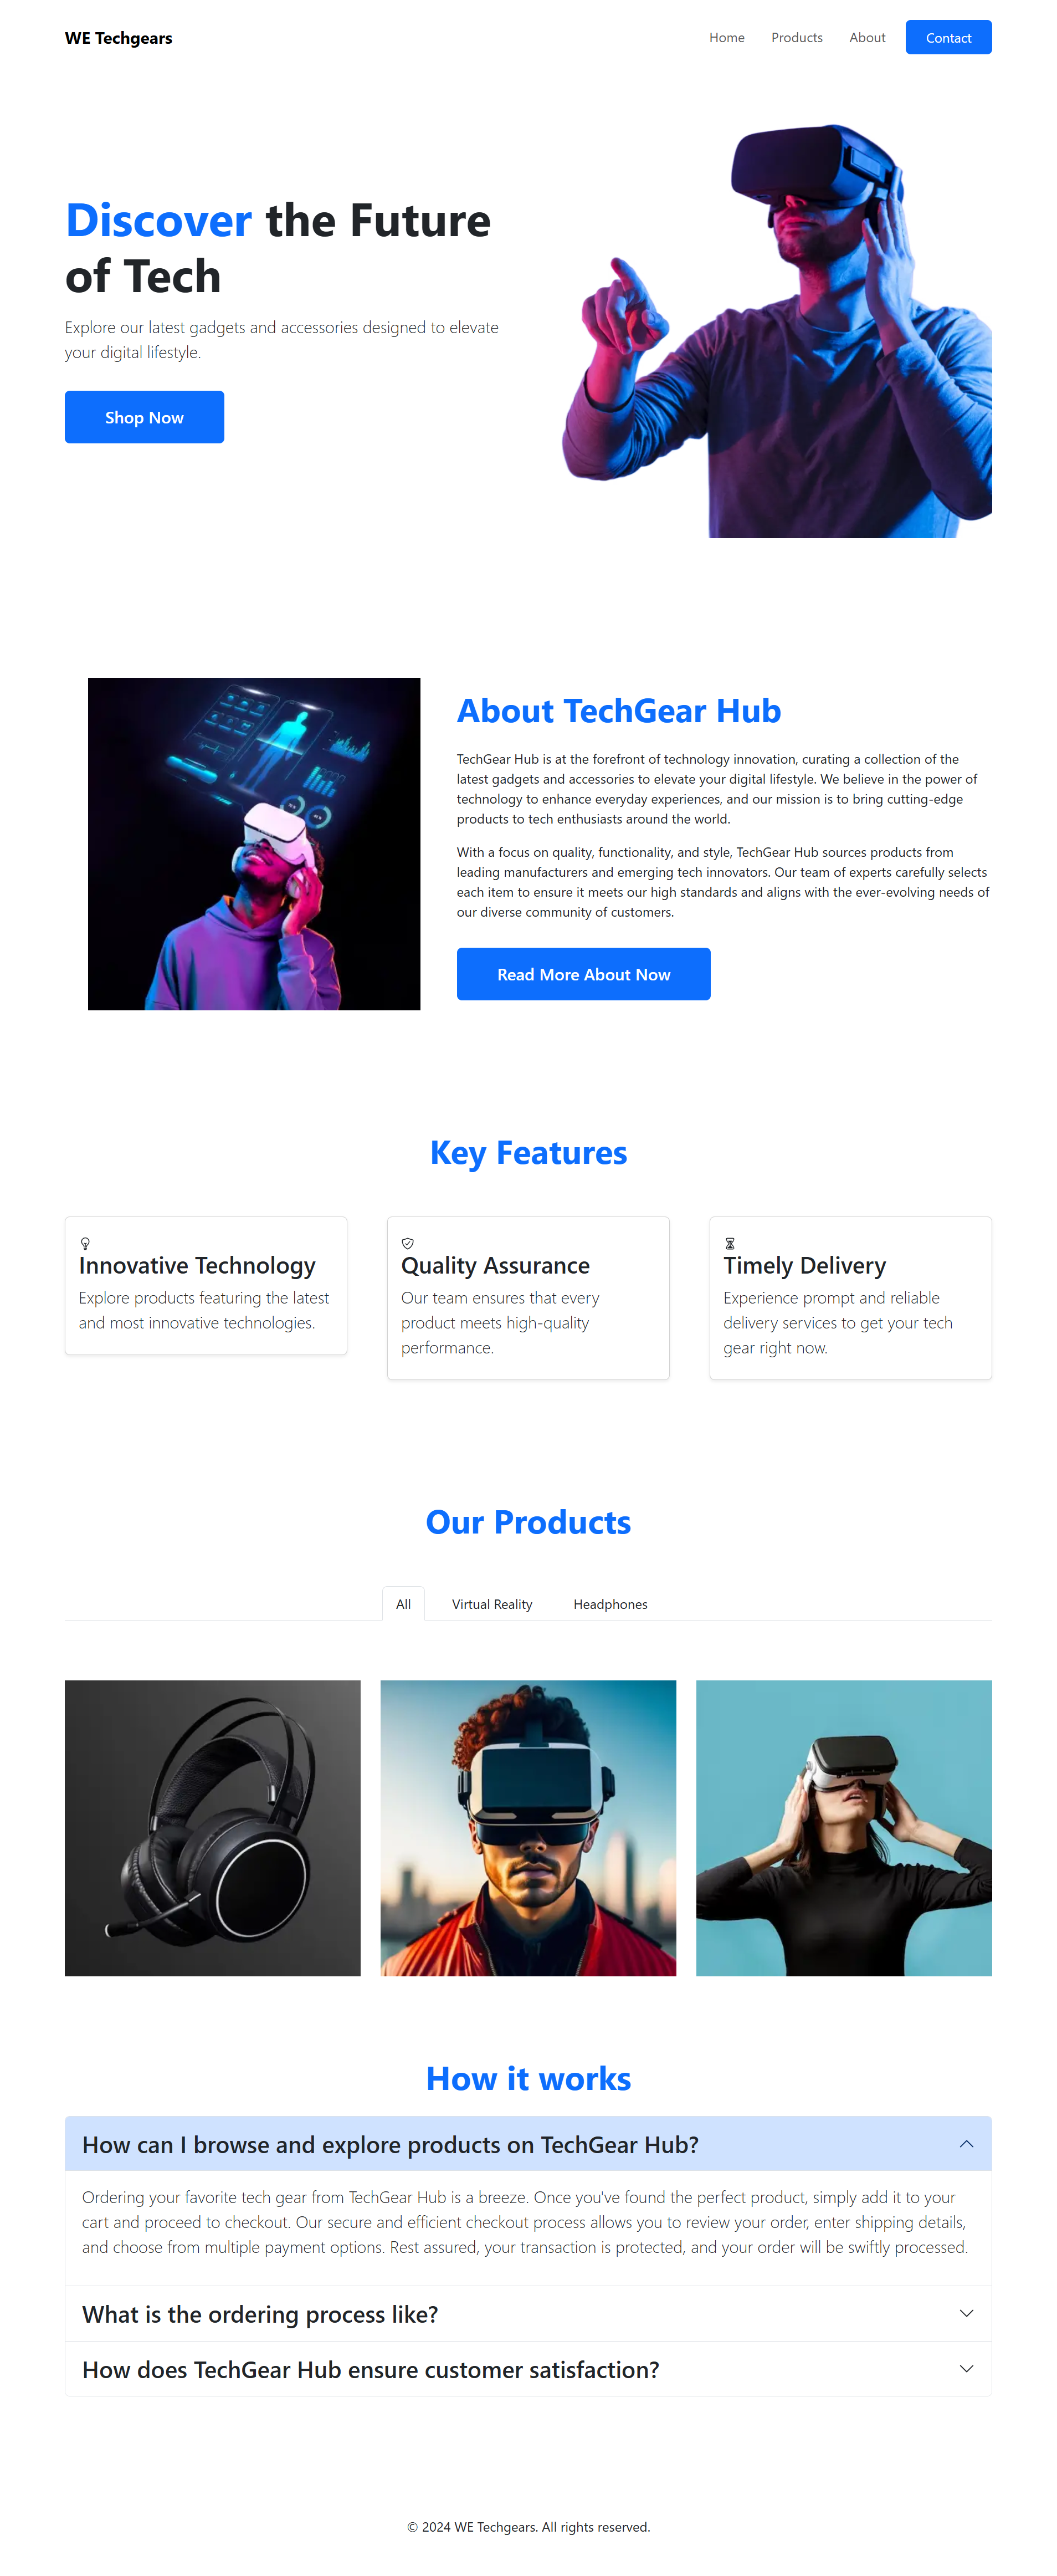 WE Techgears
Home
Products
About
Contact
Discover the Future
of Tech
Explore our latest gadgets and accessories designed to elevate
your digital lifestyle.
Shop Now
About TechGear Hub
TechGear Hub is at the forefront of technology innovation, curating a collection of the
latest gadgets and accessories to elevate your digital lifestyle. We believe in the power of
technology to enhance everyday experiences, and our mission is to bring cutting-edge
products to tech enthusiasts around the world.
With a focus on quality, functionality, and style, TechGear Hub sources products from
leading manufacturers and emerging tech innovators. Our team of experts carefully selects
each item to ensure it meets our high standards and aligns with the ever-evolving needs of
our diverse community of customers.
Read More About Now
Key Features
Innovative Technology
Explore products featuring the latest
and most innovative technologies.
Quality Assurance
Our team ensures that every
product meets high-quality
performance.
Timely Delivery
Experience prompt and reliable
delivery services to get your tech
gear right now.
Our Products
All
Virtual Reality
Headphones
How it works
How can I browse and explore products on TechGear Hub?
Ordering your favorite tech gear from TechGear Hub is a breeze. Once you've found the perfect product, simply add it to your
cart and proceed to checkout. Our secure and efficient checkout process allows you to review your order, enter shipping details,
and choose from multiple payment options. Rest assured, your transaction is protected, and your order will be swiftly processed.
What is the ordering process like?
How does TechGear Hub ensure customer satisfaction?
© 2024 WE Techgears. All rights reserved.